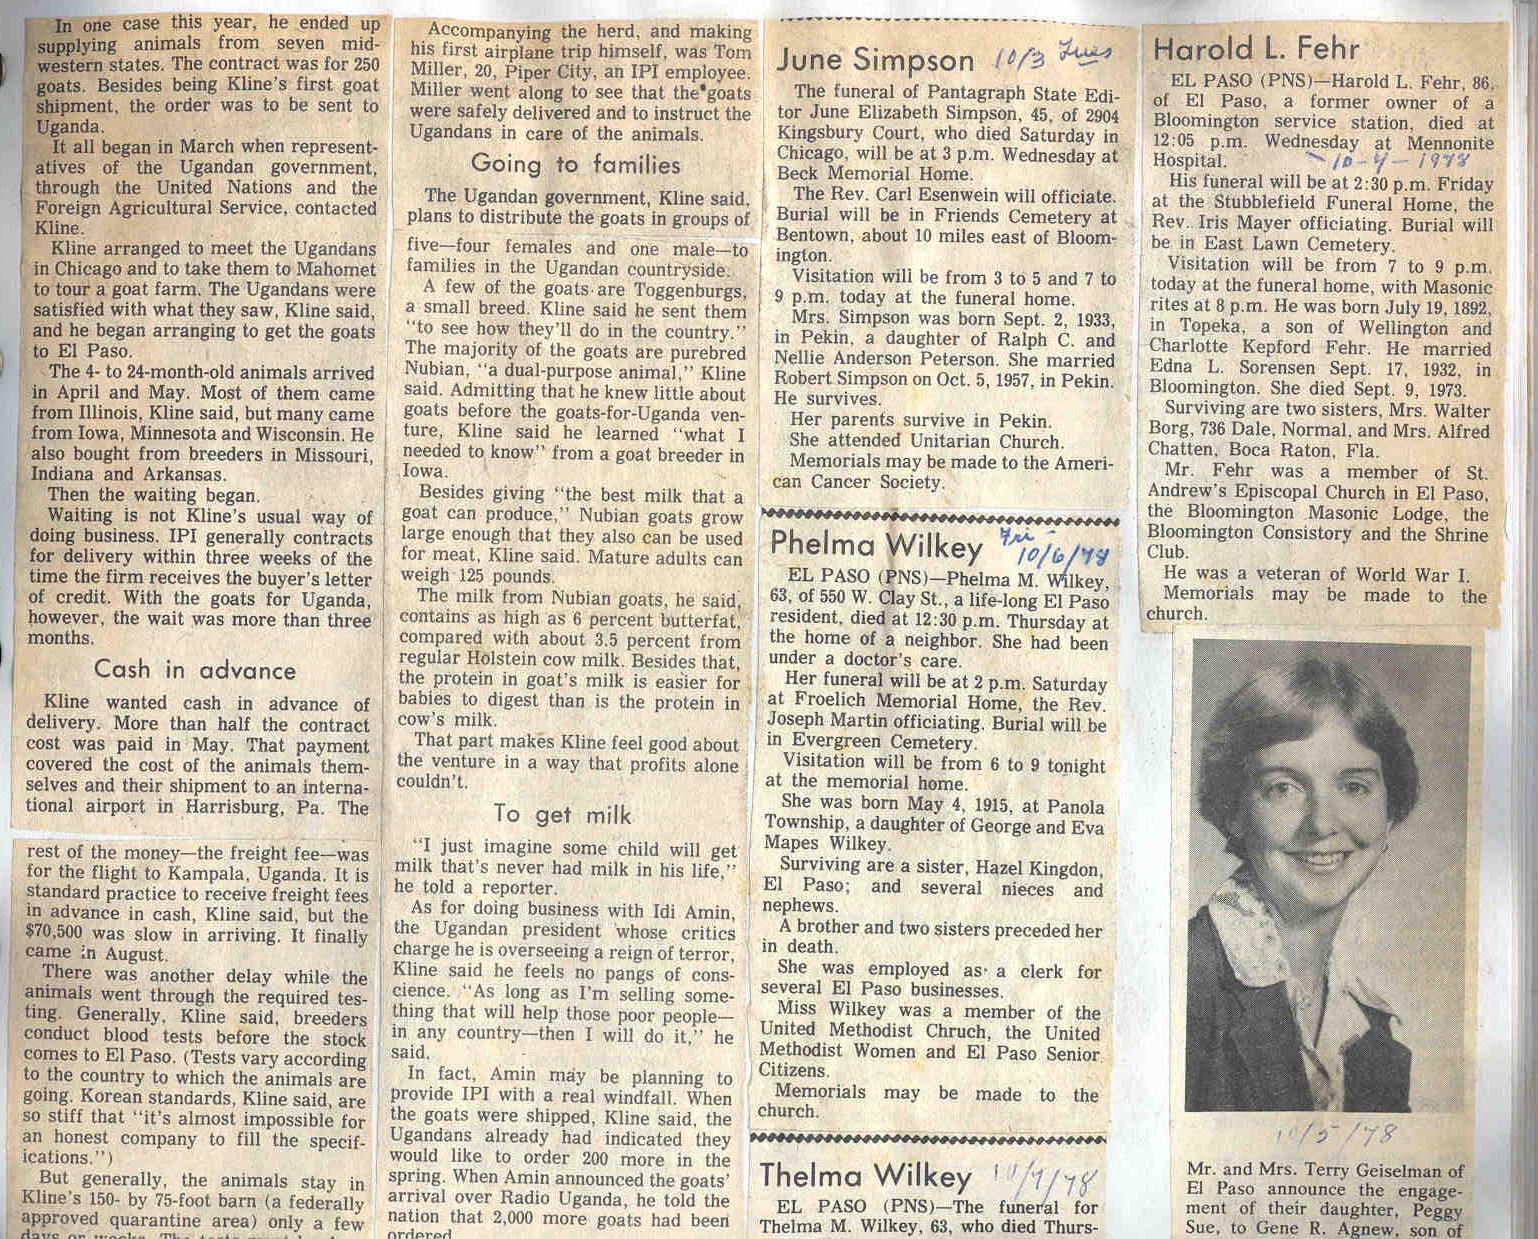 In one case this year, he ended up
supplying animals from seven mid-
western states. The contract was for 250
goats. Besides being Kline's first goat
shipment, the order was to be sent to
Uganda.
It all began in March when represent-
atives of the Ugandan government,
through the United Nations and the
Foreign Agricultural Service, contacted
Kline.
Kline arranged to meet the Ugandans
in Chicago and to take them to Mahomet
to tour a goat farm. The Ugandans were
satisfied with what they saw, Kline said,
and he began arranging to get the goats
to El Paso.
The 4- to 24-month-old animals arrived
in April and May. Most of them came
from Illinois, Kline said, but many came
from Iowa, Minnesota and Wisconsin. He
also bought from breeders in Missouri,
Indiana and Arkansas.
Then the waiting began.
Waiting is not Kline's usual way of
doing business. IPI generally contracts
for delivery within three weeks of the
time the firm receives the buyer's letter
of credit. With the goats for Uganda,
however, the wait was more than three
months.
Cash in advance
Kline wanted cash in advance of
delivery. More than half the contract
cost was paid in May. That payment
covered the cost of the animals them-
selves and their shipment to an interna-
tional airport in Harrisburg, Pa. The
rest of the money—the freight fee—was
for the flight to Kampala, Uganda. It is
standard practice to receive freight fees
in advance in cash, Kline said, but the
$70,500 was slow in arriving. It finally
came in August.
There was another delay while the
animals went through the required tes-
ting. Generally, Kline said, breeders
conduct blood tests before the stock
comes to El Paso. (Tests vary according
to the country to which the animals are
going. Korean standards, Kline said, are
so stiff that "it's almost impossible for
an honest company to fill the specif-
ications.")
But generally, the animals stay in
Kline's 150- by 75-foot barn (a federally
approved quarantine area) only a few
days or weeks. The tests
Accompanying the herd, and making
his first airplane trip himself, was Tom
Miller, 20, Piper City, an IPI employee.
Miller went along to see that the goats
were safely delivered and to instruct the
Ugandans in care of the animals.
Going to families
The Ugandan government, Kline said,
plans to distribute the goats in groups of
five—four females and one male—to
families in the Ugandan countryside.
A few of the goats are Toggenburgs,
a small breed. Kline said he sent them
"to see how they'll do in the country."
The majority of the goats are purebred
Nubian, "a dual-purpose animal," Kline
said. Admitting that he knew little about
goats before the goats-for-Uganda ven-
ture, Kline said he learned "what I
needed to know" from a goat breeder in
Iowa.
Besides giving "the best milk that a
goat can produce," Nubian goats grow
large enough that they also can be used
for meat, Kline said. Mature adults can
weigh 125 pounds.
The milk from Nubian goats, he said,
contains as high as 6 percent butterfat,
compared with about 3.5 percent from
regular Holstein cow milk. Besides that,
the protein in goat's milk is easier for
babies to digest than is the protein in
cow's milk.
That part makes Kline feel good about
the venture in a way that profits alone
couldn't.
To get milk
"I just imagine some child will get
milk that's never had milk in his life,"
he told a reporter.
As for doing business with Idi Amin,
the Ugandan president whose critics
charge he is overseeing a reign of terror,
Kline said he feels no pangs of cons-
cience. "As long as I'm selling some-
thing that will help those poor people—
in any country—then I will do it," he
said.
In fact, Amin may be planning to
provide IPI with a real windfall. When
the goats were shipped, Kline said, the
Ugandans already had indicated they
would like to order 200 more in the
spring. When Amin announced the goats'
arrival over Radio Uganda, he told the
nation that 2,000 more goats had been
ordered.
June Simpson 10/3 Tues
The funeral of Pantagraph State Edi-
tor June Elizabeth Simpson, 45, of 2904
Kingsbury Court, who died Saturday in
Chicago, will be at 3 p.m. Wednesday at
Beck Memorial Home.
The Rev. Carl Esenwein will officiate.
Burial will be in Friends Cemetery at
Bentown, about 10 miles east of Bloom-
ington.
Visitation will be from 3 to 5 and 7 to
9 p.m. today at the funeral home.
Mrs. Simpson was born Sept. 2, 1933,
in Pekin, a daughter of Ralph C. and
Nellie Anderson Peterson. She married
Robert Simpson on Oct. 5, 1957, in Pekin.
He survives.
Her parents survive in Pekin.
She attended Unitarian Church.
Memorials may be made to the Ameri-
can Cancer Society.
Phelma Wilkey Fri -
10/6/78
EL PASO (PNS)—Phelma M. Wilkey,
63, of 550 W. Clay St., a life-long El Paso
resident, died at 12:30 p.m. Thursday at
the home of a neighbor. She had been
under a doctor's care.
Her funeral will be at 2 p.m. Saturday
at Froelich Memorial Home, the Rev.
Joseph Martin officiating. Burial will be
in Evergreen Cemetery.
Visitation will be from 6 to 9 tonight
at the memorial home.
She was born May 4, 1915, at Panola
Township, a daughter of George and Eva
Mapes Wilkey.
Surviving are a sister, Hazel Kingdon,
El Paso; and several nieces and
nephews.
A brother and two sisters preceded her
in death.
She was employed as a clerk for
several El Paso businesses.
Miss Wilkey was a member of the
United Methodist Chruch, the United
Methodist Women and El Paso Senior
Citizens.
Memorials may be made to the
church.
Thelma Wilkey 10/7/78
EL PASO (PNS)—The funeral for
Thelma M. Wilkey, 63, who died Thurs-
Harold L. Fehr
EL PASO (PNS)—Harold L. Fehr, 86,
of El Paso, a former owner of a
Bloomington service station, died at
12:05 p.m. Wednesday at Mennonite
Hospital. 10-4-1978
His funeral will be at 2:30 p.m. Friday
at the Stubblefield Funeral Home, the
Rev. Iris Mayer officiating. Burial will
be in East Lawn Cemetery.
Visitation will be from 7 to 9 p.m.
today at the funeral home, with Masonic
rites at 8 p.m. He was born July 19, 1892,
in Topeka, a son of Wellington and
Charlotte Kepford Fehr. He married
Edna L. Sorensen Sept. 17, 1932, in
Bloomington. She died Sept. 9, 1973.
Surviving are two sisters, Mrs. Walter
Borg, 736 Dale, Normal, and Mrs. Alfred
Chatten, Boca Raton, Fla.
Mr. Fehr was a member of St.
Andrew's Episcopal Church in El Paso,
the Bloomington Masonic Lodge, the
Bloomington Consistory and the Shrine
Club.
He was a veteran of World War I.
Memorials may be made to the
church.
10/5/78
Mr. and Mrs. Terry Geiselman of
El Paso announce the engage-
ment of their daughter, Peggy
Sue, to Gene R. Agnew, son of